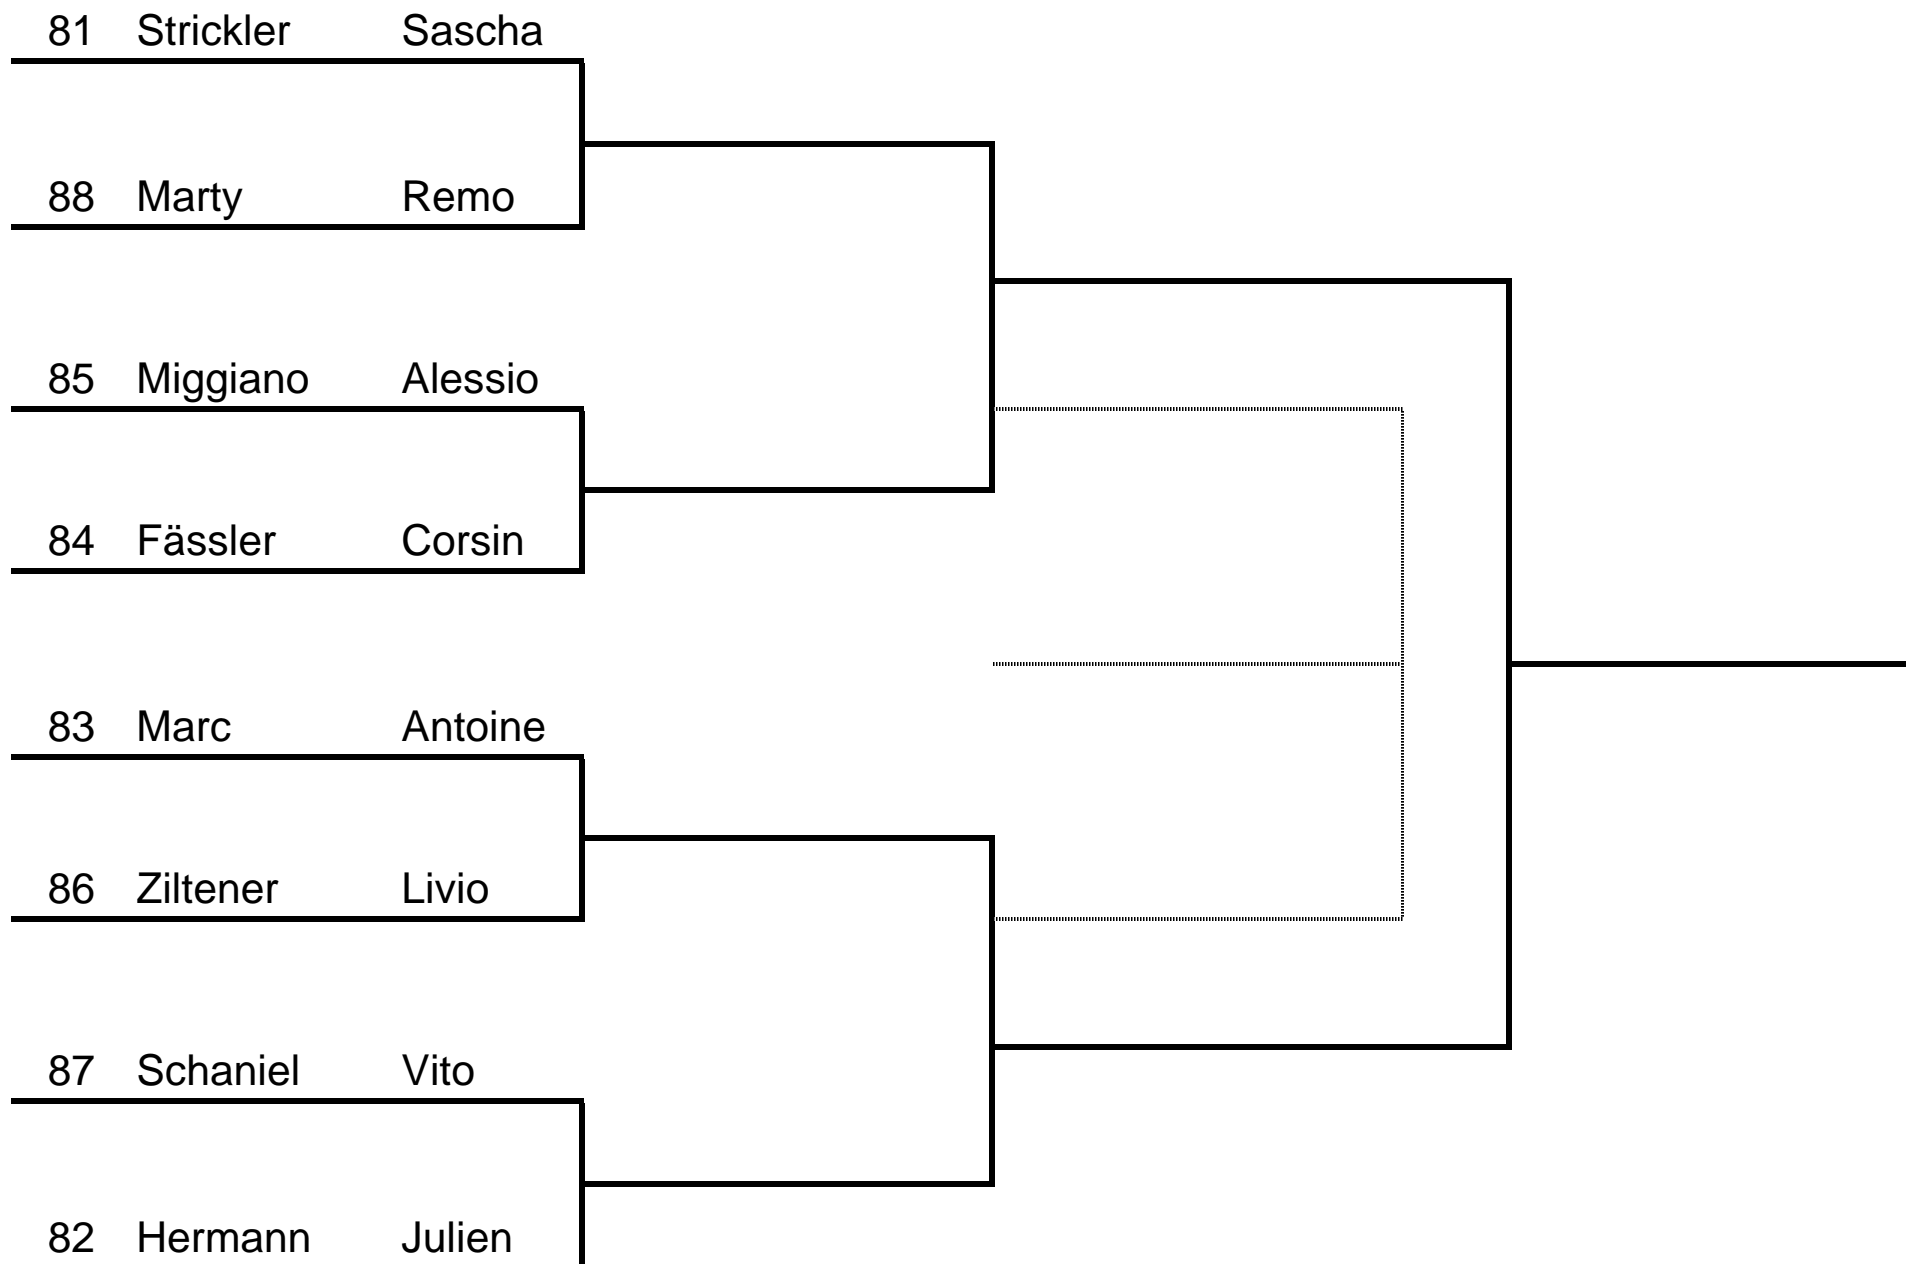 81 Strickler Sascha
88 Marty Remo
85 Miggiano Alessio
84 Fässler Corsin
83 Marc Antoine
86 Ziltener Livio
87 Schaniel Vito
82 Hermann Julien